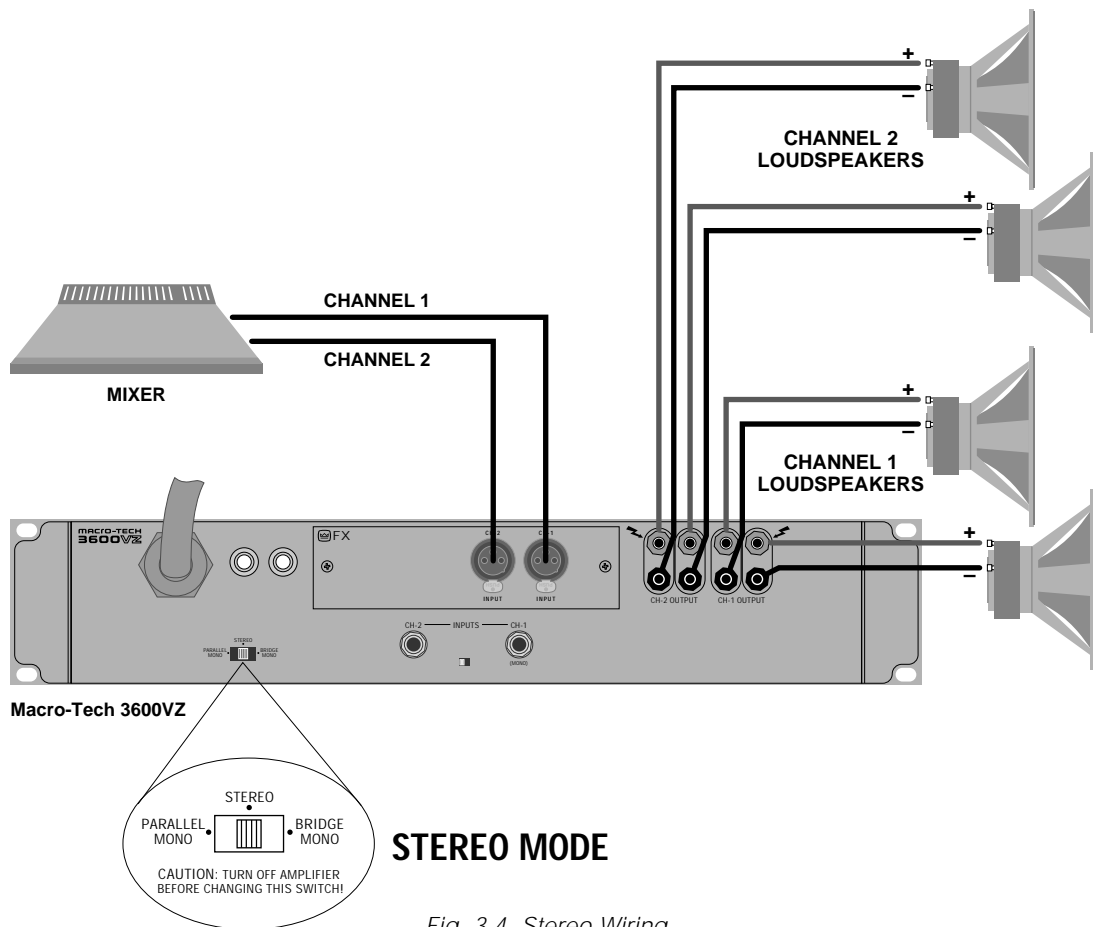 +
–
CHANNEL 2
LOUDSPEAKERS
+
–
CHANNEL 1
CHANNEL 2
MIXER
+
–
CHANNEL 1
LOUDSPEAKERS
+
–
MACRO-TECH
3600VZ
FX
CH-2
CH-1
INPUT
INPUT
CH-2 OUTPUT
CH-1 OUTPUT
CH-2
INPUTS
CH-1
(MONO)
STEREO
PARALLEL
MONO
BRIDGE
MONO
Macro-Tech 3600VZ
STEREO
PARALLEL
MONO
BRIDGE
MONO
CAUTION: TURN OFF AMPLIFIER
BEFORE CHANGING THIS SWITCH!
STEREO MODE
Fig. 3.4 Stereo Wiring